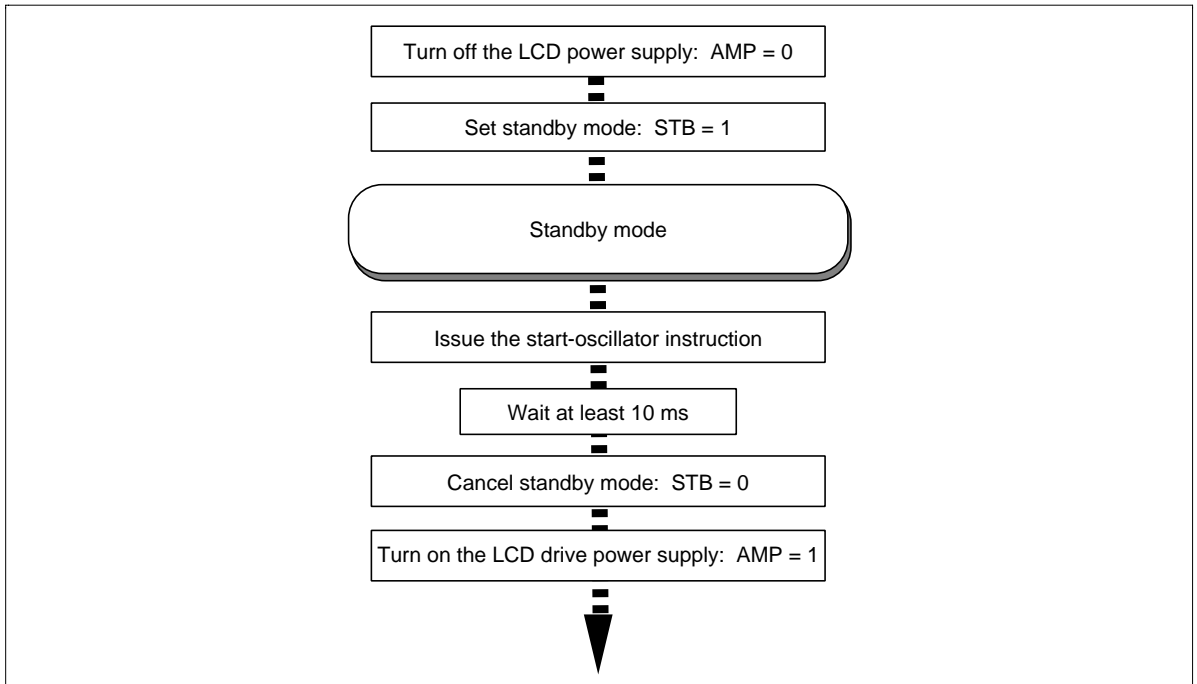 Turn off the LCD power supply:  AMP = 0
Set standby mode:  STB = 1
Standby mode
Issue the start-oscillator instruction
Wait at least 10 ms
Cancel standby mode:  STB = 0
Turn on the LCD drive power supply:  AMP = 1